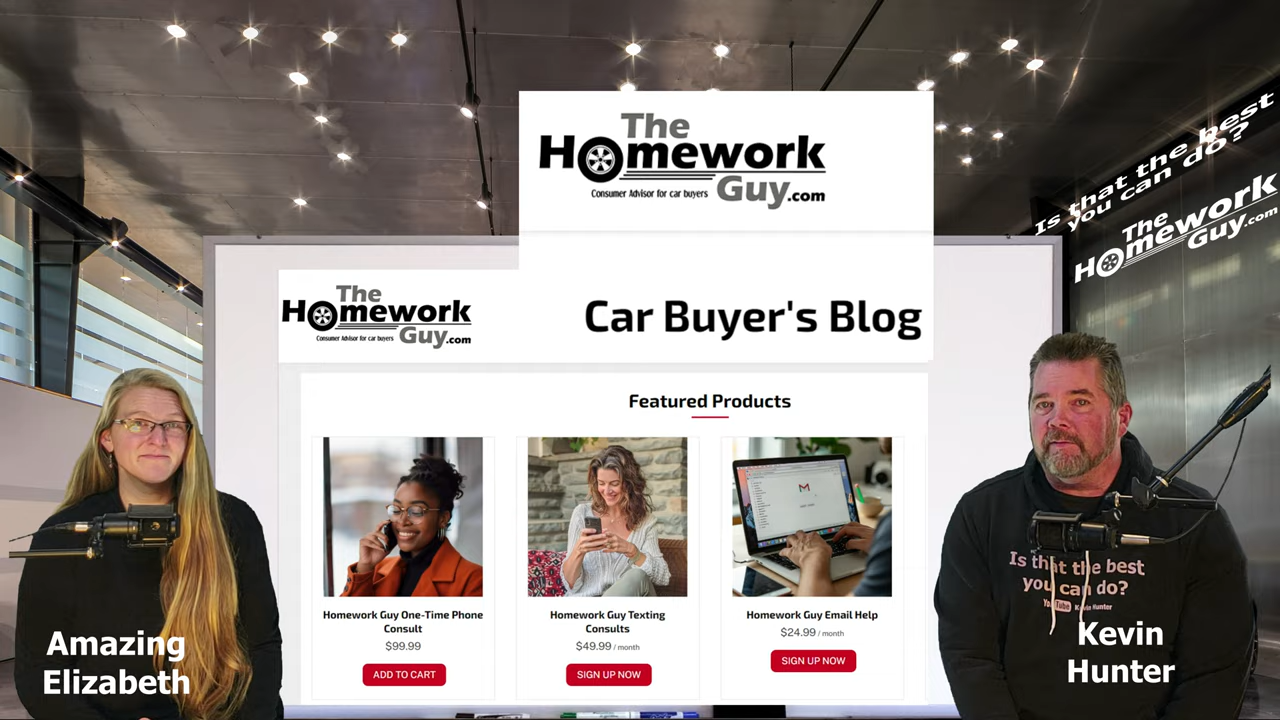 The
Homework
Guy.com
Consumer Advisor for car buyers
Is that the best
you can do?
The
Homework
Guy.com
The
Homework
Guy.com
Consumer Advisor for car buyers
Car Buyer's Blog
Featured Products
Homework Guy One-Time Phone
Consult
$99.99
ADD TO CART
Homework Guy Texting
Consults
$49.99 / month
SIGN UP NOW
Homework Guy Email Help
$24.99 / month
SIGN UP NOW
Is that the best
you can do?
YouTube Kevin Hunter
Amazing
Elizabeth
Kevin
Hunter